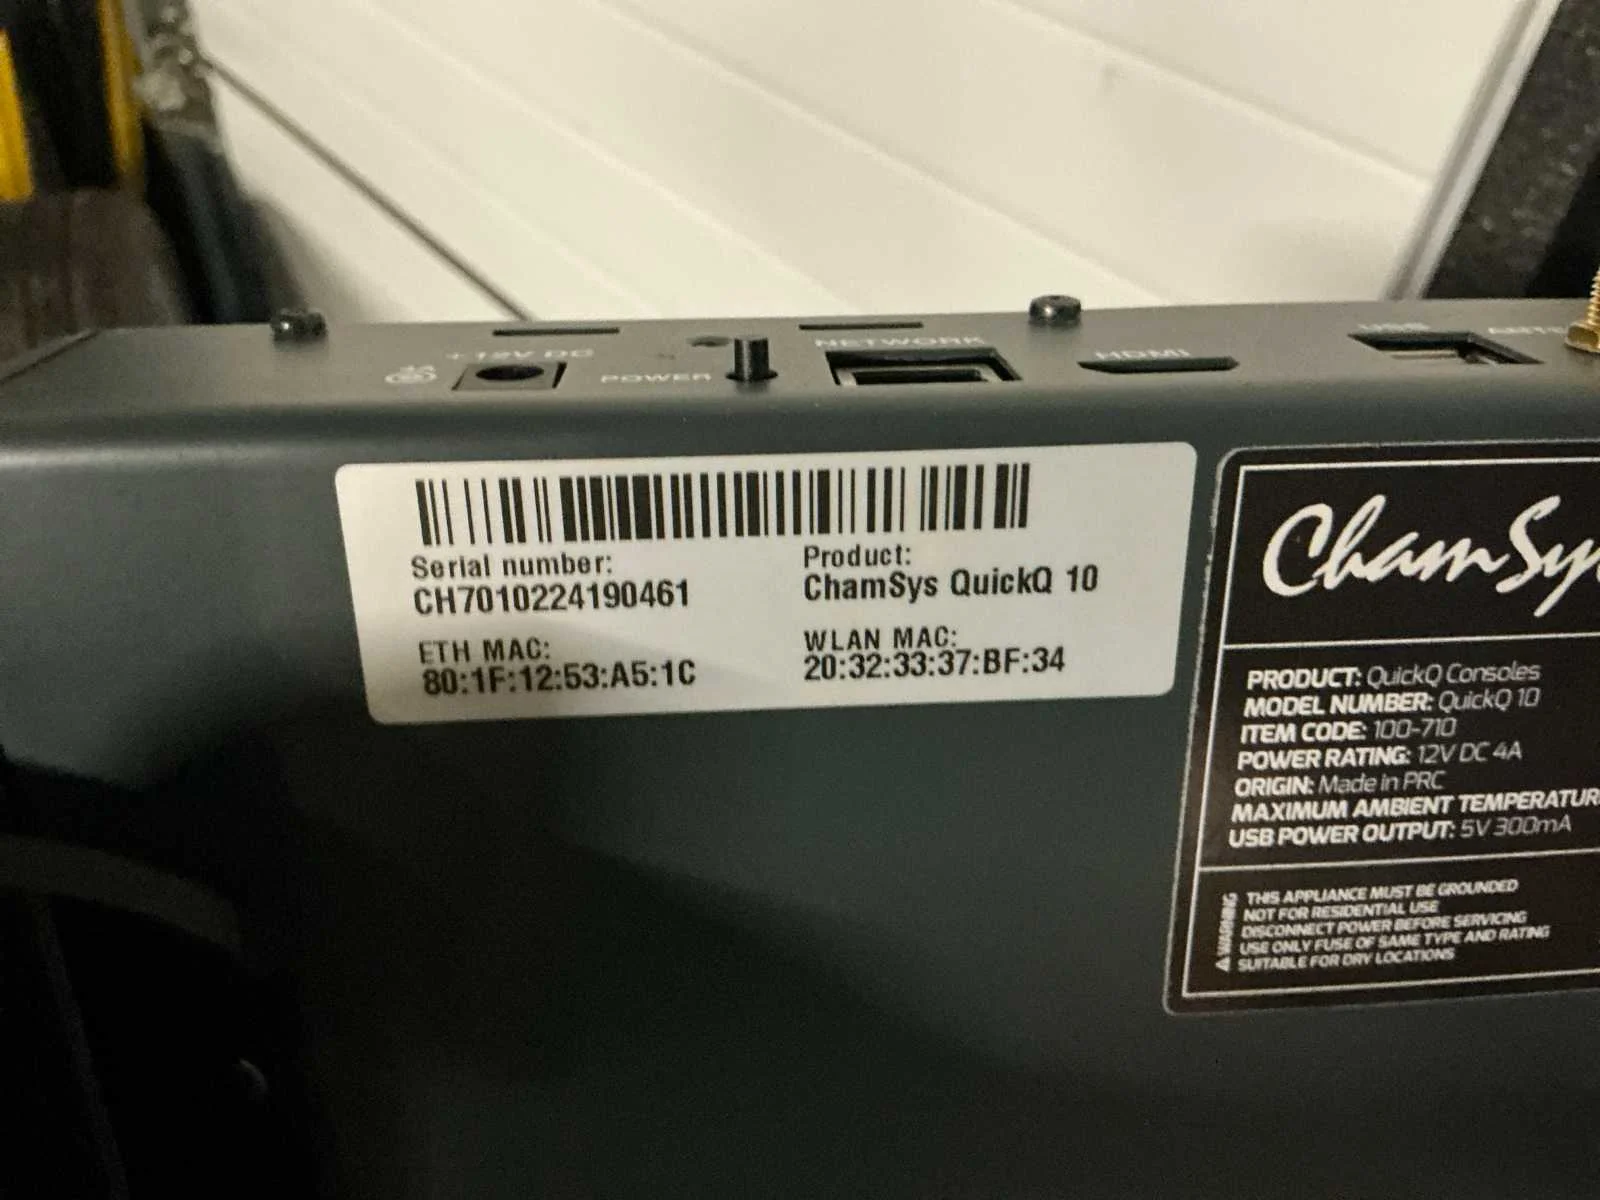 +12V DC
POWER
NETWORK
HDMI
USB
Serial number:
CH7010224190461
Product:
ChamSys QuickQ 10
ETH MAC:
80:1F:12:53:A5:1C
WLAN MAC:
20:32:33:37:BF:34
ChamSy
PRODUCT: QuickQ Consoles
MODEL NUMBER: QuickQ 10
ITEM CODE: 100-710
POWER RATING: 12V DC 4A
ORIGIN: Made in PRC
MAXIMUM AMBIENT TEMPERATUR
USB POWER OUTPUT: 5V 300mA
WARNING
THIS APPLIANCE MUST BE GROUNDED
NOT FOR RESIDENTIAL USE
DISCONNECT POWER BEFORE SERVICING
USE ONLY FUSE OF SAME TYPE AND RATING
SUITABLE FOR DRY LOCATIONS